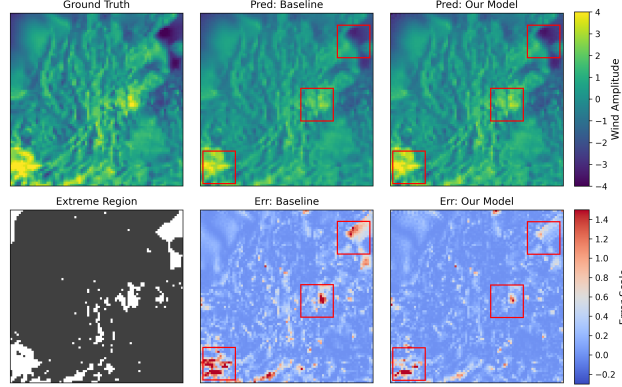 Ground Truth
Pred: Baseline
Pred: Our Model
4
3
2
1
0
−1
−2
−3
−4
Wind Amplitude
Extreme Region
Err: Baseline
Err: Our Model
1.4
1.2
1.0
0.8
0.6
0.4
0.2
0.0
−0.2